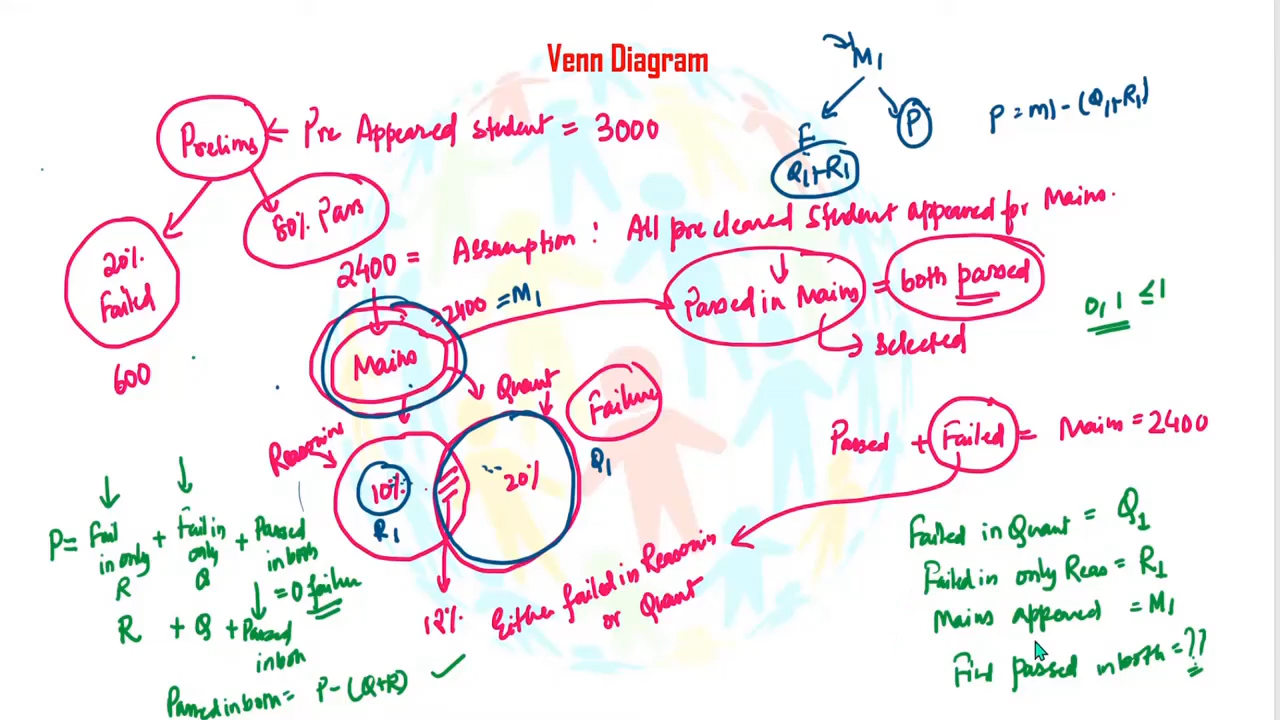 Venn Diagram
M1
F
P
Q1+R1
P = m1 - (Q1+R1)
Prelims
Pre Appeared student = 3000
80% Pass
20%
Failed
600
2400 = Assumption : All pre cleared student appeared for Mains.
= 2400 = M1
Mains
Passed in Mains = both passed
Selected
0, 1 ≤ 1
Quant
Failure
Reasoning
10%
R1
20%
Q1
12%
Passed + Failed = Mains = 2400
Either failed in Reasoning
or Quant
P = Fail in only R + Fail in only Q + Passed in both
= 0 failure
R + Q + Passed in both
Passed in both = P - (Q+R)
Failed in Quant = Q1
Failed in only Reas = R1
Mains appeared = M1
Find passed in both = ??